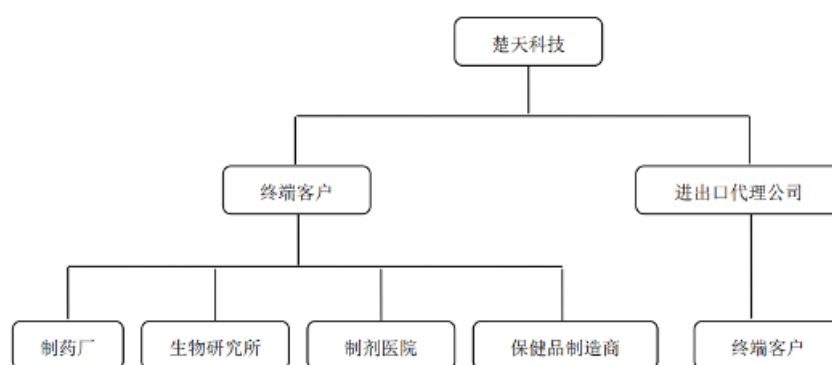 楚天科技
终端客户
进出口代理公司
制药厂
生物研究所
制剂医院
保健品制造商
终端客户